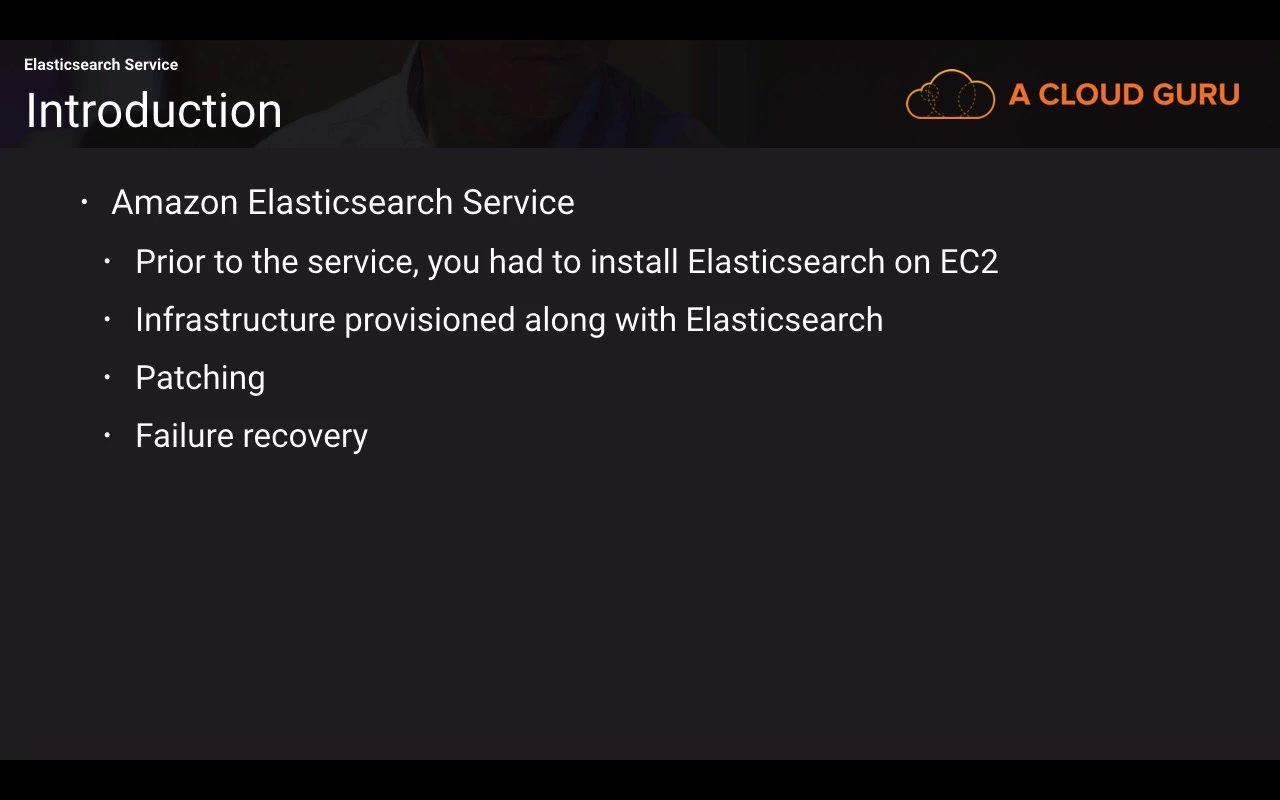 Elasticsearch Service
Introduction
A CLOUD GURU
• Amazon Elasticsearch Service
• Prior to the service, you had to install Elasticsearch on EC2
• Infrastructure provisioned along with Elasticsearch
• Patching
• Failure recovery